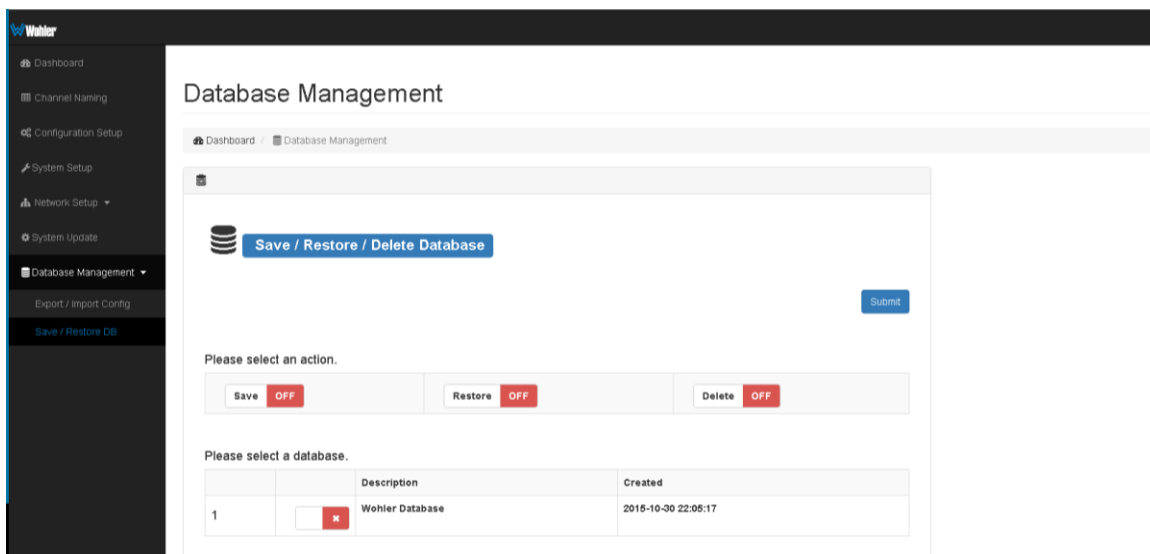 Wohler
Dashboard
Channel Naming
Configuration Setup
System Setup
Network Setup
System Update
Database Management
Export / Import Config
Save / Restore DB
Database Management
Dashboard / Database Management
Save / Restore / Delete Database
Submit
Please select an action.
Save OFF Restore OFF Delete OFF
Please select a database.
Description Created
1 Wohler Database 2015-10-30 22:05:17